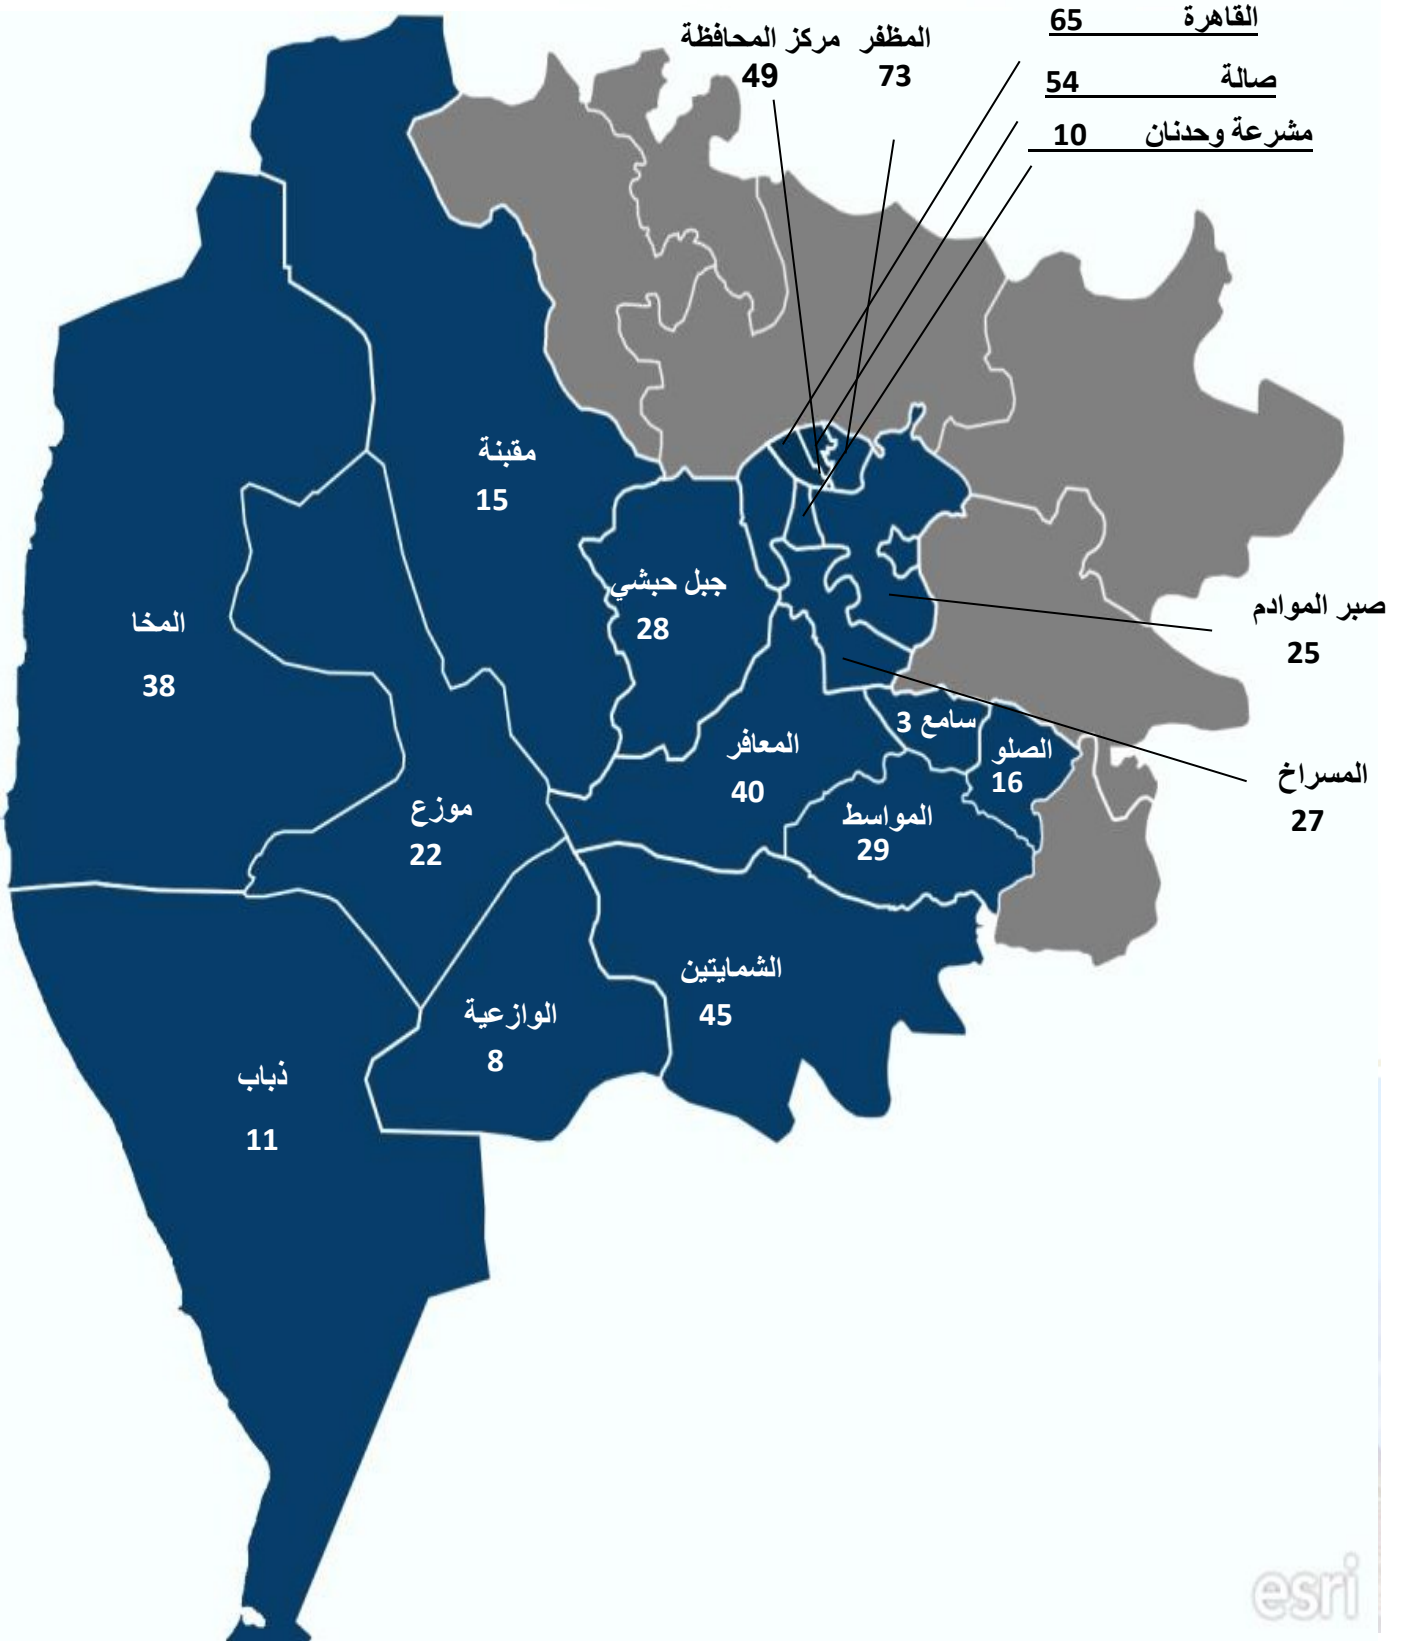 القاهرة 65
مركز المحافظة
49
المظفر
73
صالة 54
مشرعة وحدنان 10
مقبنة
15
جبل حبشي
28
المخا
38
صبر الموادم
25
سامع 3
الصلو
16
المعافر
40
المسراخ
27
موزع
22
المواسط
29
الشمايتين
45
الوازعية
8
ذباب
11
esri